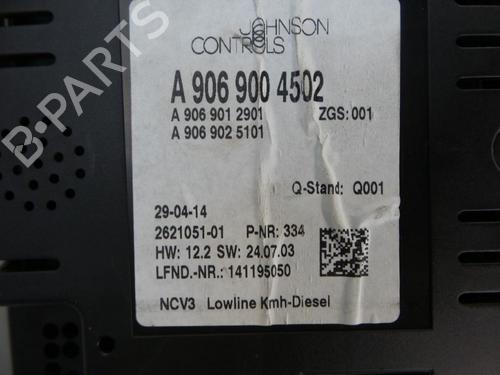 JOHNSON
CONTROLS
A 906 900 4502
A 906 901 2901 ZGS: 001
A 906 902 5101
Q-Stand: Q001
29-04-14
2621051-01 P-NR: 334
HW: 12.2 SW: 24.07.03
LFND.-NR.: 141195050
NCV3 Lowline Kmh-Diesel